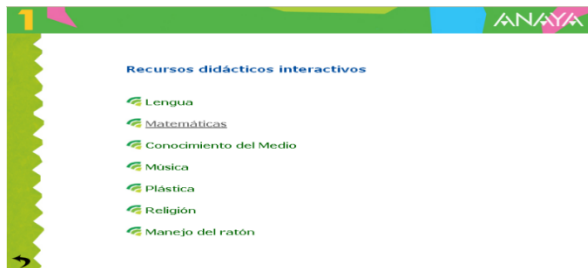 1
ANAYA
Recursos didácticos interactivos
Lengua
Matemáticas
Conocimiento del Medio
Música
Plástica
Religión
Manejo del ratón